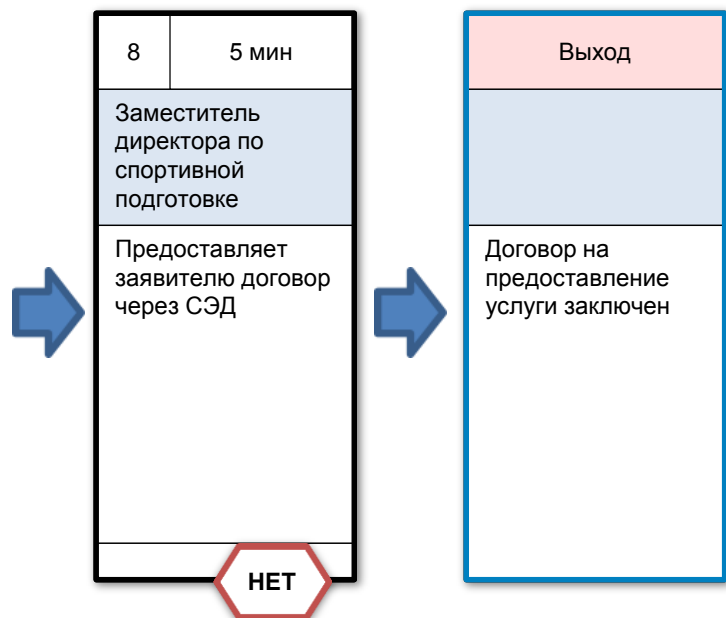 8
5 мин
Заместитель
директора по
спортивной
подготовке
Предоставляет
заявителю договор
через СЭД
НЕТ
Выход
Договор на
предоставление
услуги заключен